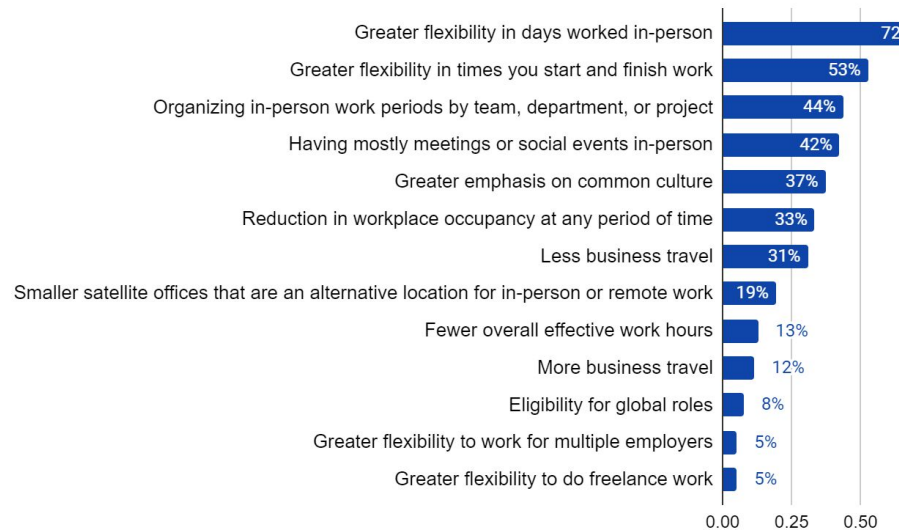 Greater flexibility in days worked in-person 72
Greater flexibility in times you start and finish work 53%
Organizing in-person work periods by team, department, or project 44%
Having mostly meetings or social events in-person 42%
Greater emphasis on common culture 37%
Reduction in workplace occupancy at any period of time 33%
Less business travel 31%
Smaller satellite offices that are an alternative location for in-person or remote work 19%
Fewer overall effective work hours 13%
More business travel 12%
Eligibility for global roles 8%
Greater flexibility to work for multiple employers 5%
Greater flexibility to do freelance work 5%
0.00 0.25 0.50